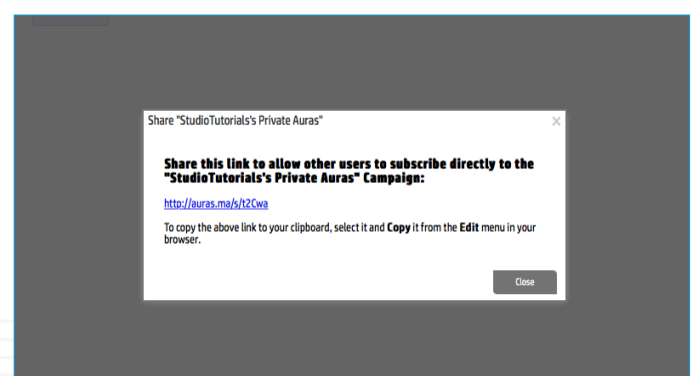 Share "StudioTutorials's Private Auras"
Share this link to allow other users to subscribe directly to the
"StudioTutorials's Private Auras" Campaign:
http://auras.ma/s/t2Cwa
To copy the above link to your clipboard, select it and Copy it from the Edit menu in your
browser.
Close